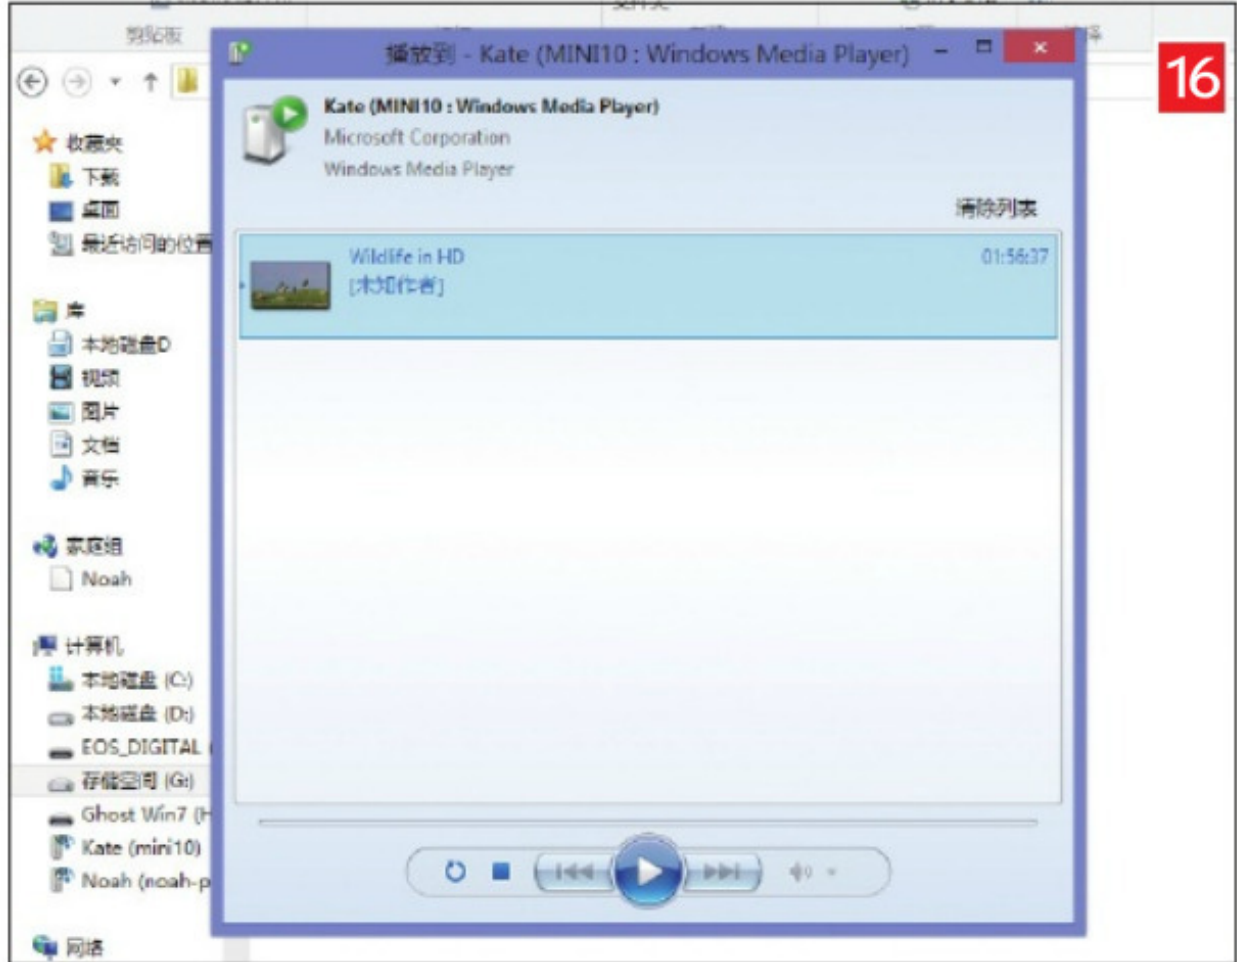 剪贴板
播放到 - Kate (MINI10 : Windows Media Player)
16
Kate (MINI10 : Windows Media Player)
Microsoft Corporation
Windows Media Player
清除列表
Wildlife in HD
01:56:37
[未知作者]
收藏夹
下载
桌面
最近访问的位置
库
本地磁盘D
视频
图片
文档
音乐
家庭组
Noah
计算机
本地磁盘 (C:)
本地磁盘 (D:)
EOS_DIGITAL (
存储空间 (G:)
Ghost Win7 (H
Kate (mini10)
Noah (noah-p
网络